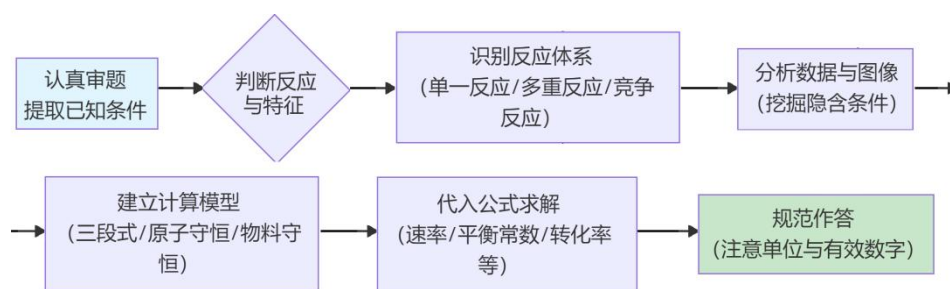 认真审题
提取已知条件
判断反应
与特征
识别反应体系
（单一反应/多重反应/竞争
反应）
分析数据与图像
（挖掘隐含条件）
建立计算模型
（三段式/原子守恒/物料守
恒）
代入公式求解
（速率/平衡常数/转化率
等）
规范作答
（注意单位与有效数字）